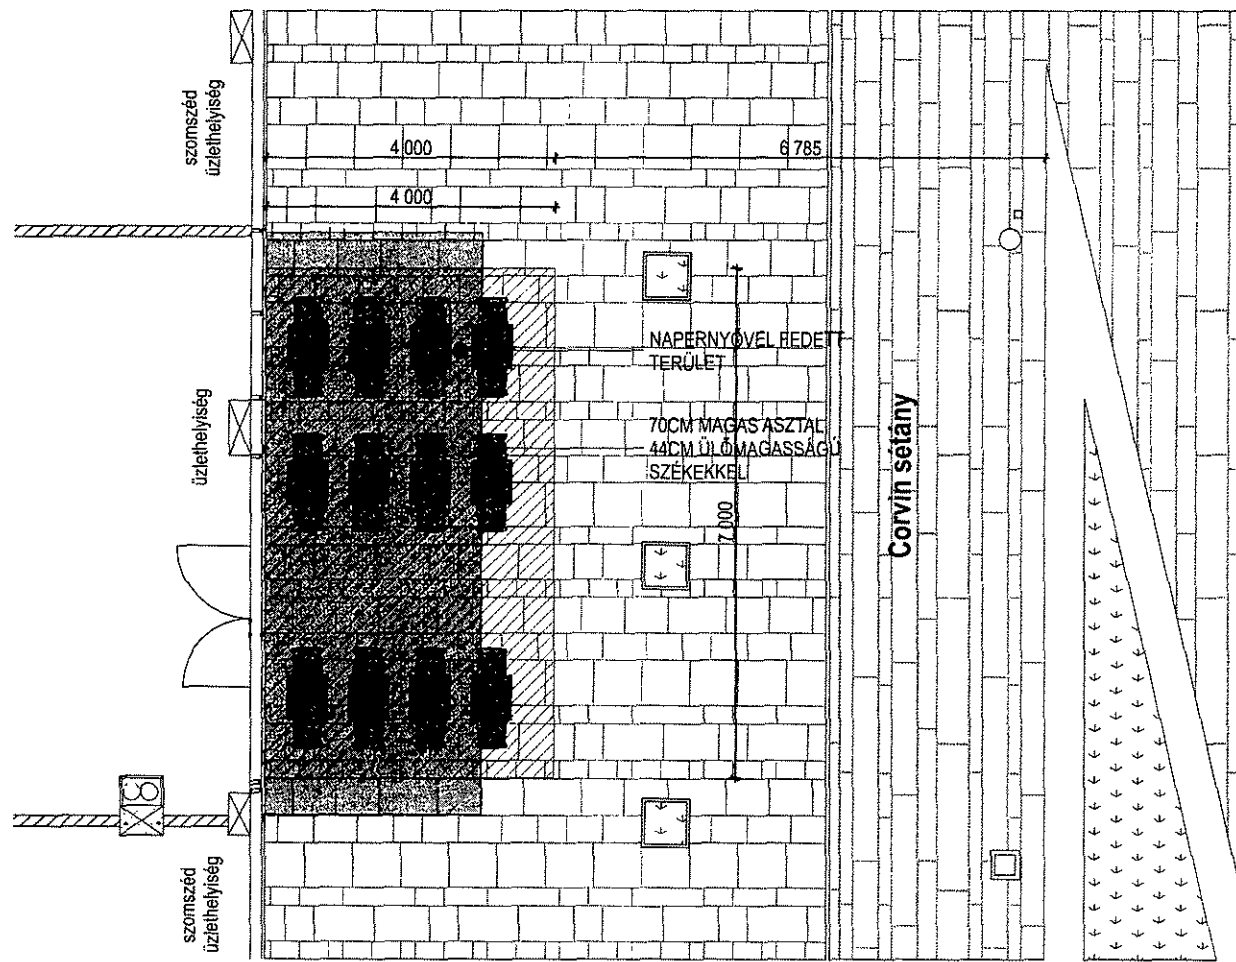 szomszéd
üzlethelyiség
4 000
6 785
4 000
NAPERNYŐVEL FEDETT
TERÜLET
üzlethelyiség
70CM MAGAS ASZTAL
44CM ÜLŐMAGASSÁGÚ
SZÉKEKKEL
7 000
Corvin sétány
szomszéd
üzlethelyiség